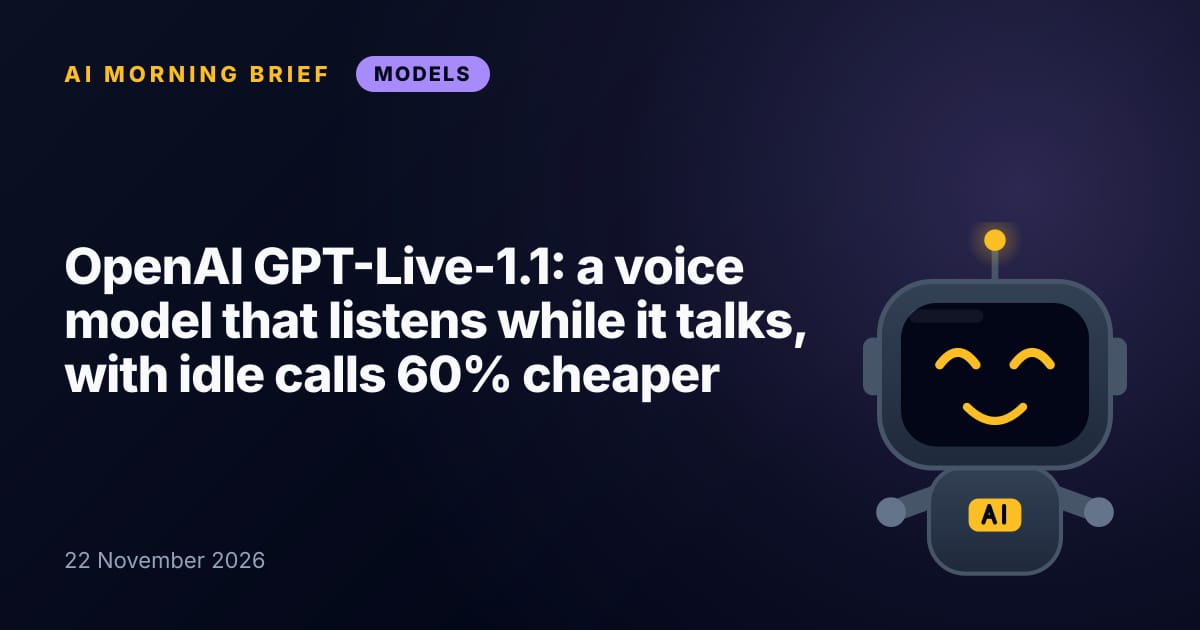 AI MORNING BRIEF MODELS
OpenAI GPT-Live-1.1: a voice
model that listens while it talks,
with idle calls 60% cheaper
AI
22 November 2026